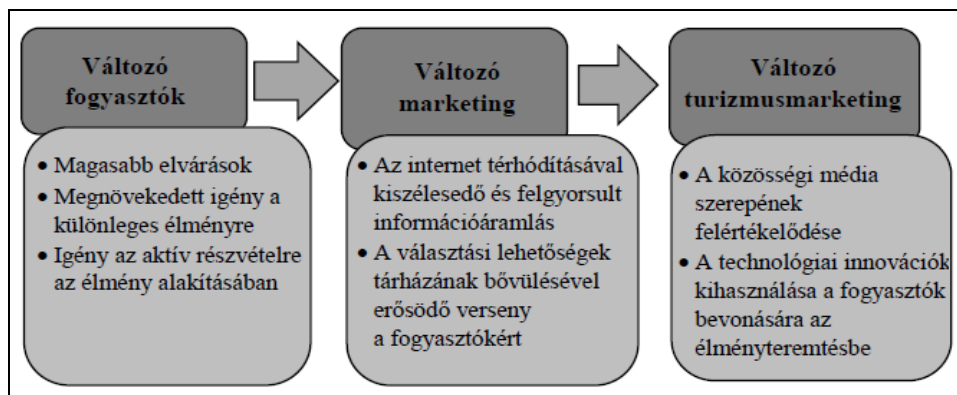 Változó
fogyasztók
• Magasabb elvárások
• Megnövekedett igény a
különleges élményre
• Igény az aktív részvételre
az élmény alakításában
Változó
marketing
• Az internet térhódításával
kiszélesedő és felgyorsult
információáramlás
• A választási lehetőségek
tárházának bővülésével
erősödő verseny
a fogyasztókért
Változó
turizmusmarketing
• A közösségi média
szerepének
felértékelődése
• A technológiai innovációk
kihasználása a fogyasztók
bevonására az
élményteremtésbe